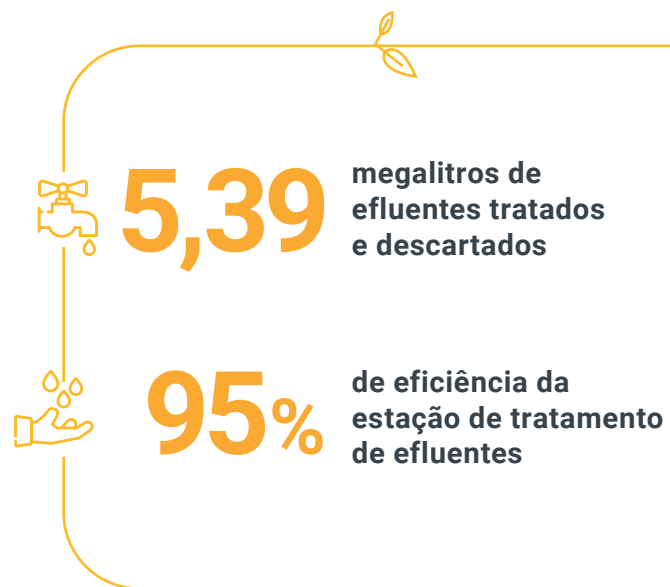 5,39
megalitros de
efluentes tratados
e descartados
95%
de eficiência da
estação de tratamento
de efluentes